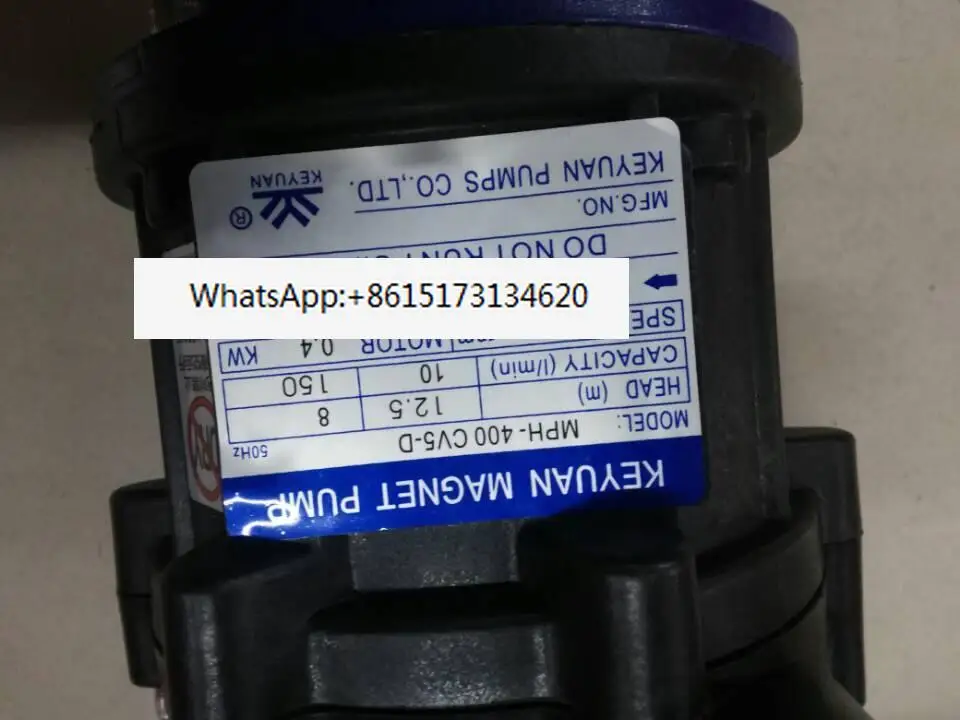 KEYUAN MAGNET PUMP
MODEL: MPH-400 CV5-D 50Hz
HEAD (m) 12.5 8
CAPACITY (l/min) 10 150
MOTOR 0.4 KW
WhatsApp:+8615173134620
DO NOT RUN
MFG.NO.
KEYUAN PUMPS CO.,LTD.
KEYUAN ®